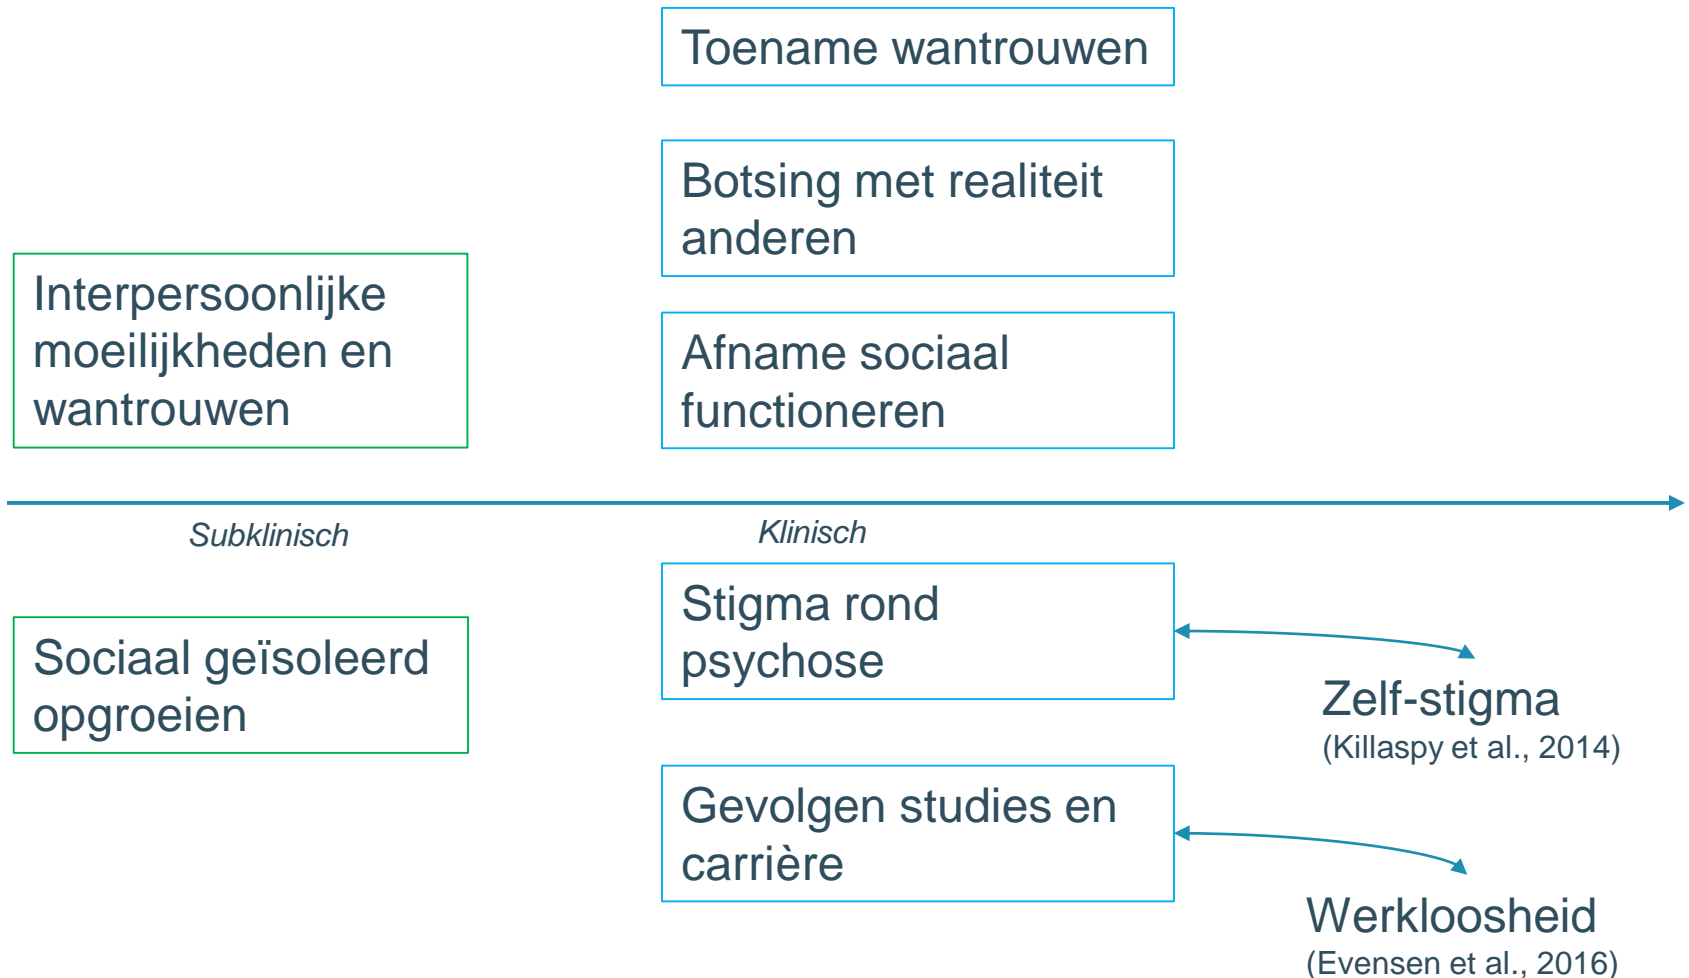 Toename wantrouwen
Botsing met realiteit
anderen
Interpersoonlijke
moeilijkheden en
wantrouwen
Afname sociaal
functioneren
Subklinisch
Klinisch
Stigma rond
psychose
Sociaal geïsoleerd
opgroeien
Zelf-stigma
(Killaspy et al., 2014)
Gevolgen studies en
carrière
Werkloosheid
(Evensen et al., 2016)